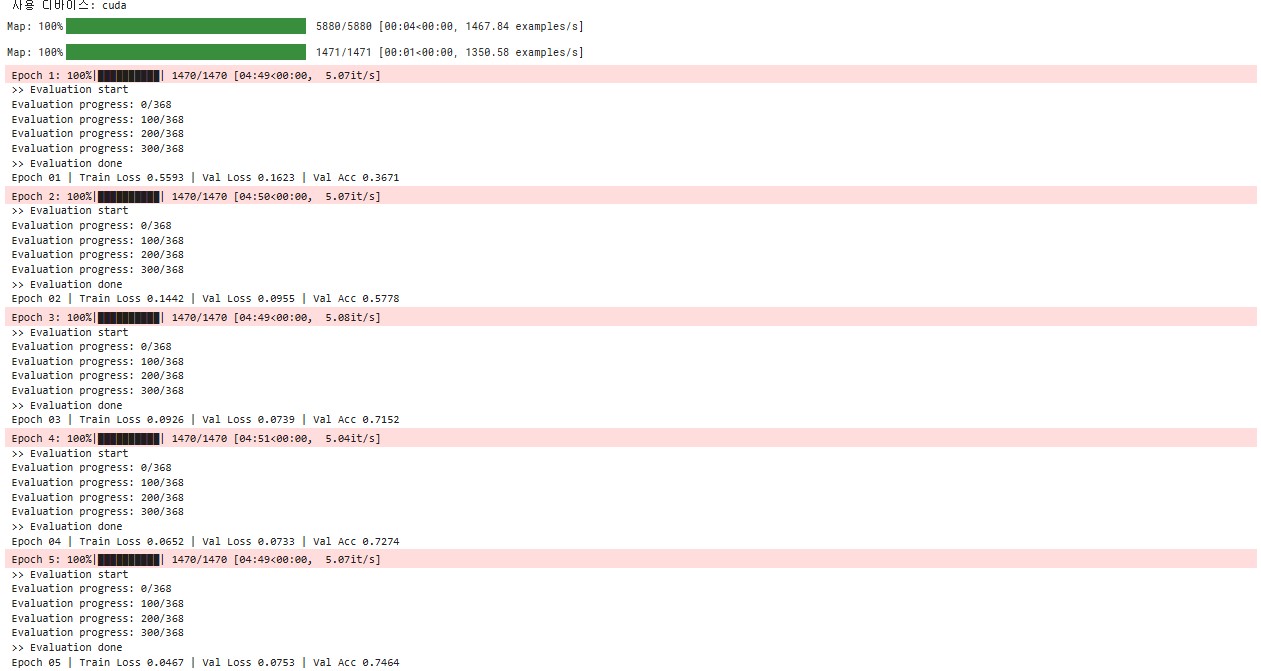 사용 디바이스: cuda
Map: 100% 5880/5880 [00:04<00:00, 1467.84 examples/s]
Map: 100% 1471/1471 [00:01<00:00, 1350.58 examples/s]
Epoch 1: 100%|██████████| 1470/1470 [04:49<00:00,  5.07it/s]
>> Evaluation start
Evaluation progress: 0/368
Evaluation progress: 100/368
Evaluation progress: 200/368
Evaluation progress: 300/368
>> Evaluation done
Epoch 01 | Train Loss 0.5593 | Val Loss 0.1623 | Val Acc 0.3671
Epoch 2: 100%|██████████| 1470/1470 [04:50<00:00,  5.07it/s]
>> Evaluation start
Evaluation progress: 0/368
Evaluation progress: 100/368
Evaluation progress: 200/368
Evaluation progress: 300/368
>> Evaluation done
Epoch 02 | Train Loss 0.1442 | Val Loss 0.0955 | Val Acc 0.5778
Epoch 3: 100%|██████████| 1470/1470 [04:49<00:00,  5.08it/s]
>> Evaluation start
Evaluation progress: 0/368
Evaluation progress: 100/368
Evaluation progress: 200/368
Evaluation progress: 300/368
>> Evaluation done
Epoch 03 | Train Loss 0.0926 | Val Loss 0.0739 | Val Acc 0.7152
Epoch 4: 100%|██████████| 1470/1470 [04:51<00:00,  5.04it/s]
>> Evaluation start
Evaluation progress: 0/368
Evaluation progress: 100/368
Evaluation progress: 200/368
Evaluation progress: 300/368
>> Evaluation done
Epoch 04 | Train Loss 0.0652 | Val Loss 0.0733 | Val Acc 0.7274
Epoch 5: 100%|██████████| 1470/1470 [04:49<00:00,  5.07it/s]
>> Evaluation start
Evaluation progress: 0/368
Evaluation progress: 100/368
Evaluation progress: 200/368
Evaluation progress: 300/368
>> Evaluation done
Epoch 05 | Train Loss 0.0467 | Val Loss 0.0753 | Val Acc 0.7464